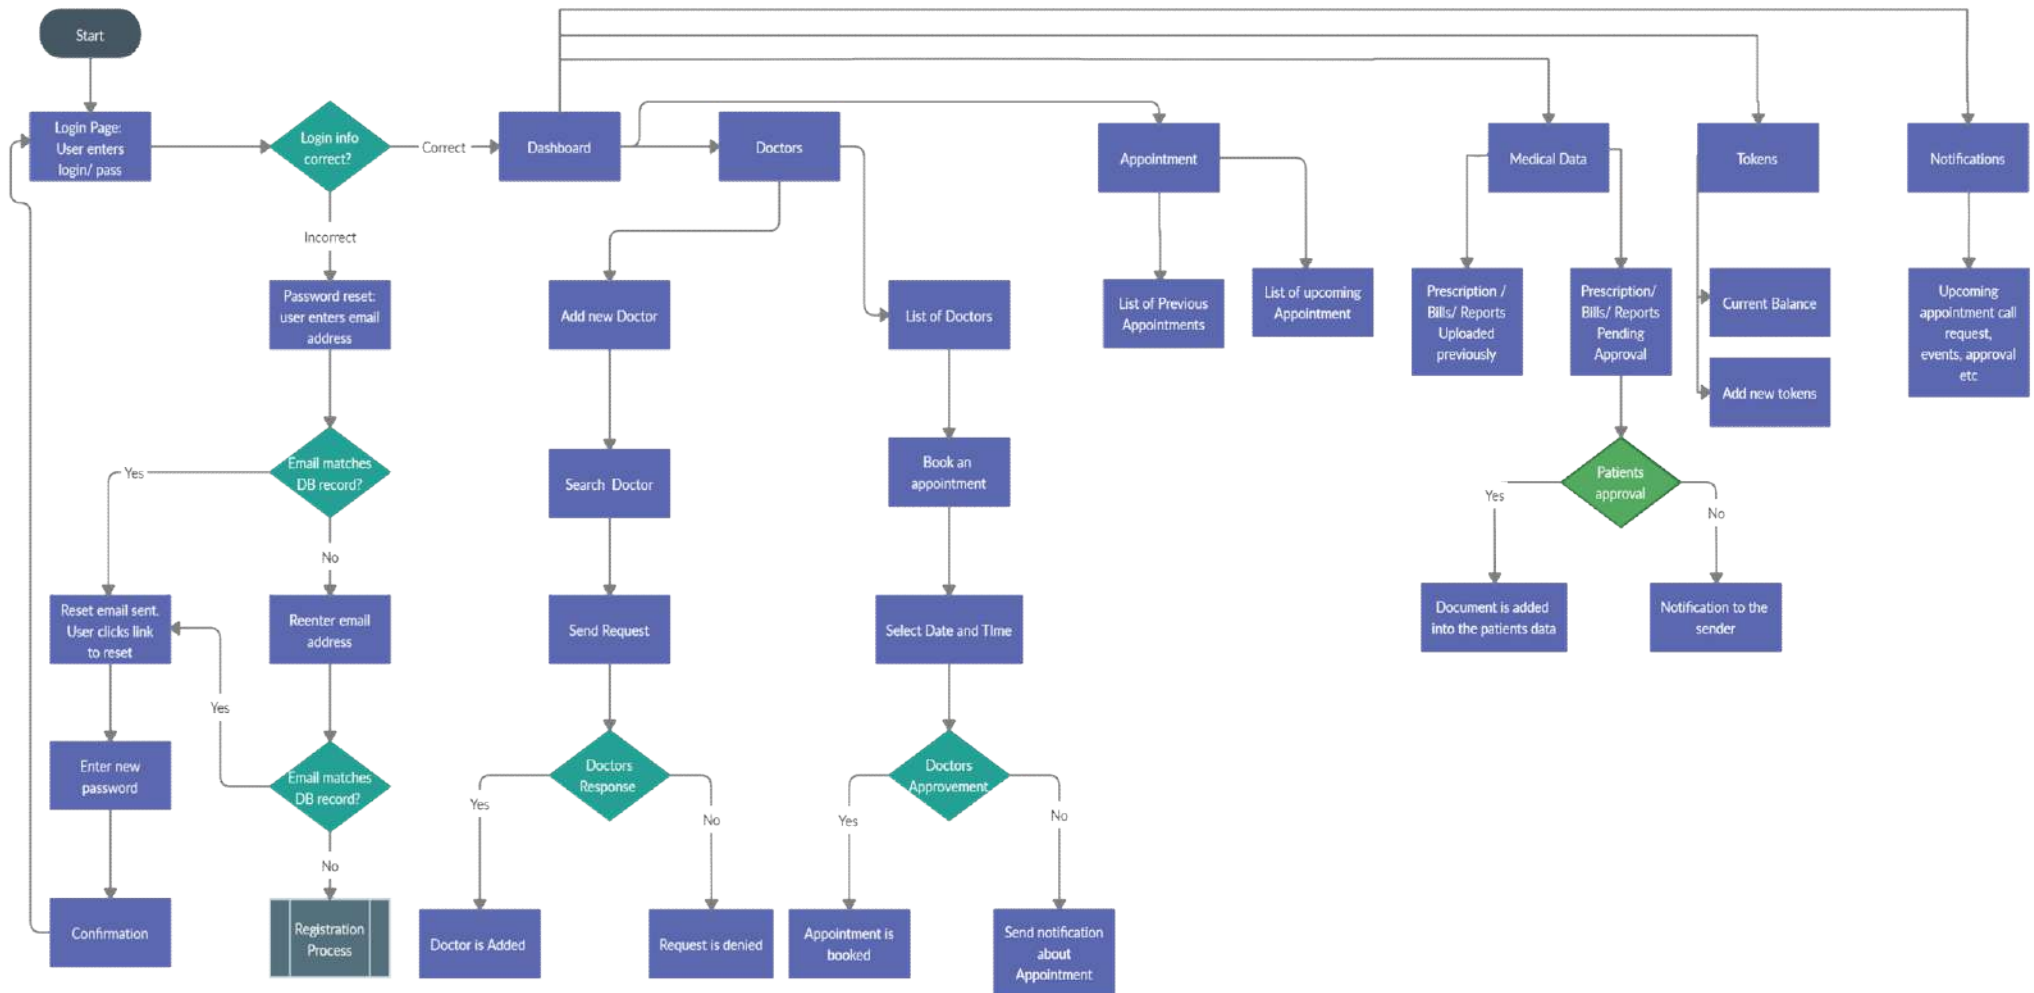 Start
Login Page:
User enters
login/ pass
Login info
correct?
Correct
Dashboard
Doctors
Appointment
Medical Data
Tokens
Notifications
Incorrect
Password reset:
user enters email
address
Add new Doctor
List of Doctors
List of Previous
Appointments
List of upcoming
Appointment
Prescription /
Bills/ Reports
Uploaded
previously
Prescription/
Bills/ Reports
Pending
Approval
Current Balance
Add new tokens
Upcoming
appointment call
request,
events, approval
etc
Email matches
DB record?
Yes
No
Search Doctor
Book an
appointment
Patients
approval
Yes
No
Reset email sent.
User clicks link
to reset
Reenter email
address
Send Request
Select Date and TIme
Document is added
into the patients data
Notification to the
sender
Yes
Enter new
password
Email matches
DB record?
Doctors
Response
Doctors
Approvement
Yes
No
Yes
No
No
Confirmation
Registration
Process
Doctor is Added
Request is denied
Appointment is
booked
Send notification
about
Appointment